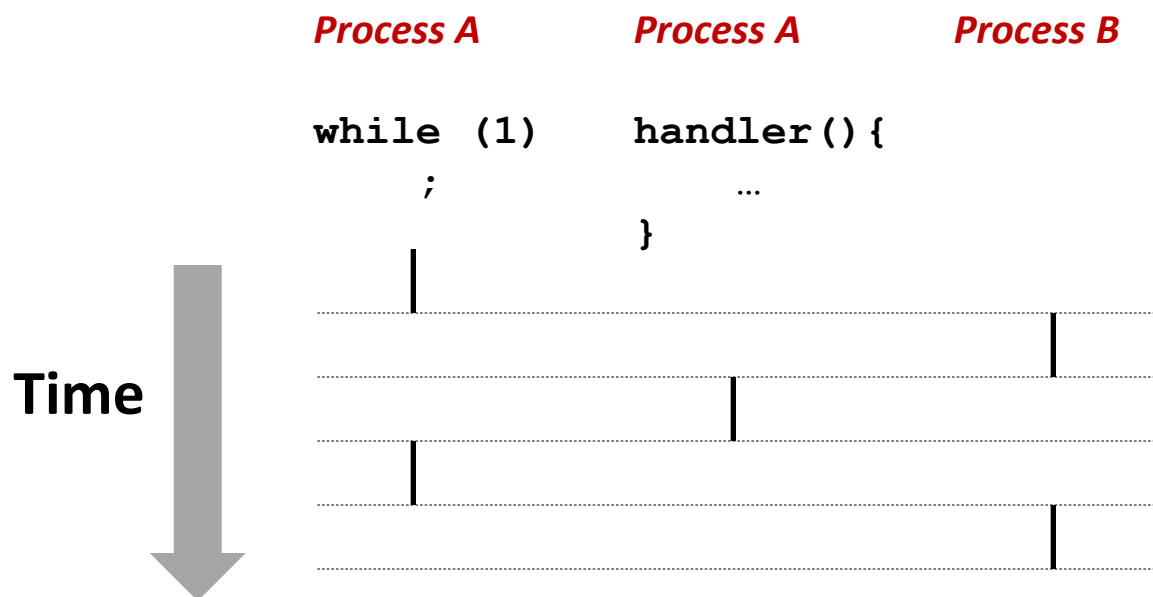 Process A Process A Process B
while (1) handler(){
; …
}
Time